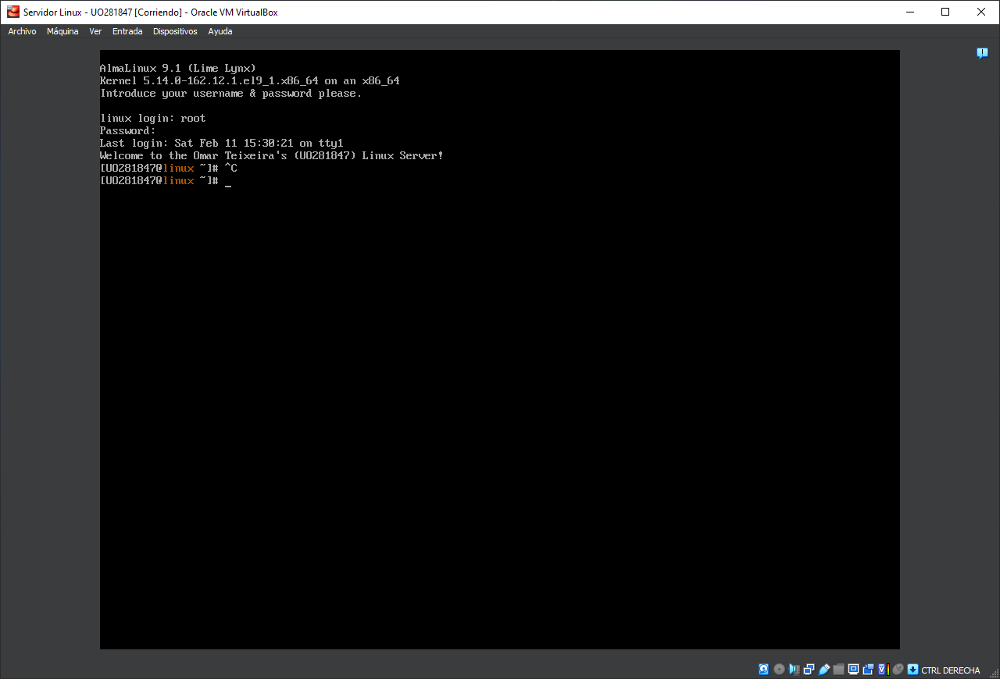 Servidor Linux - UO281847 [Corriendo] - Oracle VM VirtualBox
Archivo Máquina Ver Entrada Dispositivos Ayuda
AlmaLinux 9.1 (Lime Lynx)
Kernel 5.14.0-162.12.1.el9_1.x86_64 on an x86_64
Introduce your username & password please.
linux login: root
Password:
Last login: Sat Feb 11 15:30:21 on tty1
Welcome to the Omar Teixeira's (UO281847) Linux Server!
[UO281847@linux ~]# ^C
[UO281847@linux ~]# _
CTRL DERECHA